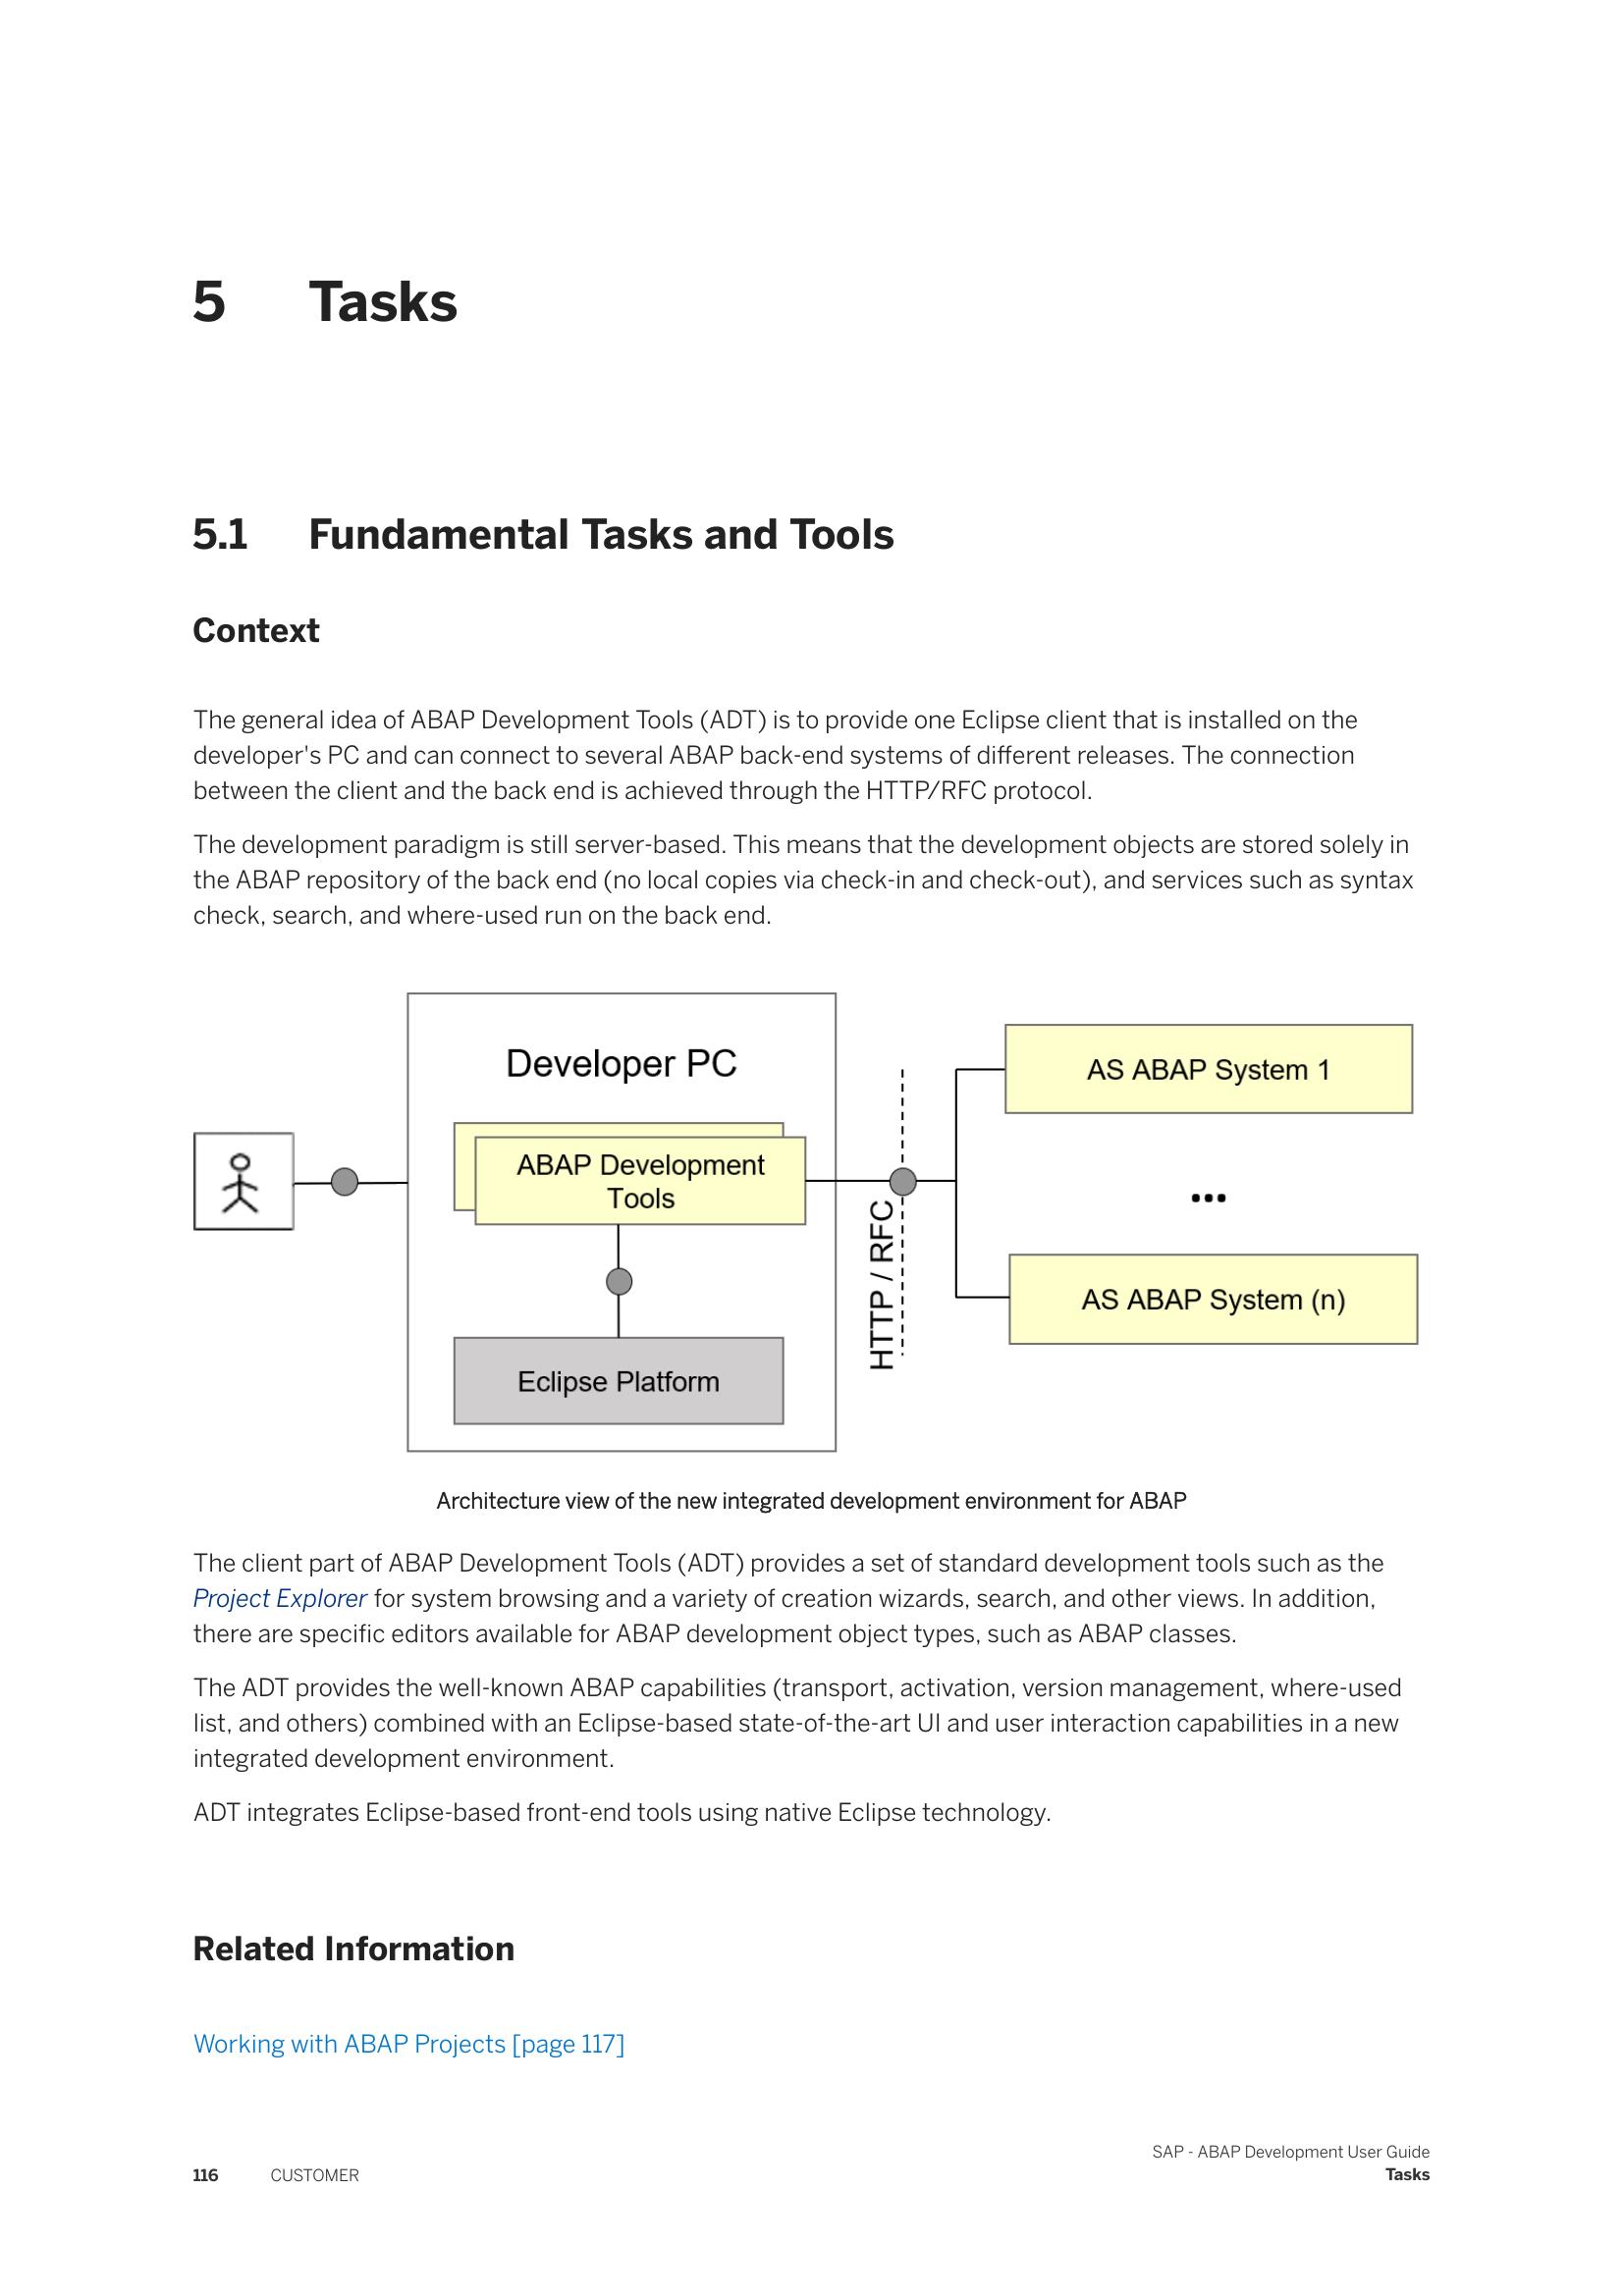 5 Tasks
5.1 Fundamental Tasks and Tools
Context
The general idea of ABAP Development Tools (ADT) is to provide one Eclipse client that is installed on the
developer's PC and can connect to several ABAP back-end systems of different releases. The connection
between the client and the back end is achieved through the HTTP/RFC protocol.
The development paradigm is still server-based. This means that the development objects are stored solely in
the ABAP repository of the back end (no local copies via check-in and check-out), and services such as syntax
check, search, and where-used run on the back end.
Developer PC
ABAP Development
Tools
Eclipse Platform
HTTP / RFC
AS ABAP System 1
...
AS ABAP System (n)
Architecture view of the new integrated development environment for ABAP
The client part of ABAP Development Tools (ADT) provides a set of standard development tools such as the
Project Explorer for system browsing and a variety of creation wizards, search, and other views. In addition,
there are specific editors available for ABAP development object types, such as ABAP classes.
The ADT provides the well-known ABAP capabilities (transport, activation, version management, where-used
list, and others) combined with an Eclipse-based state-of-the-art UI and user interaction capabilities in a new
integrated development environment.
ADT integrates Eclipse-based front-end tools using native Eclipse technology.
Related Information
Working with ABAP Projects [page 117]
116 CUSTOMER
SAP - ABAP Development User Guide
Tasks